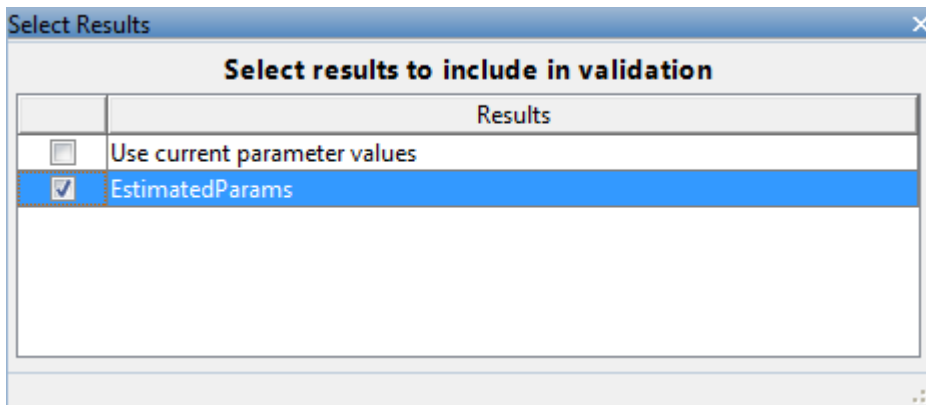 Select Results
Select results to include in validation
Results
Use current parameter values
EstimatedParams